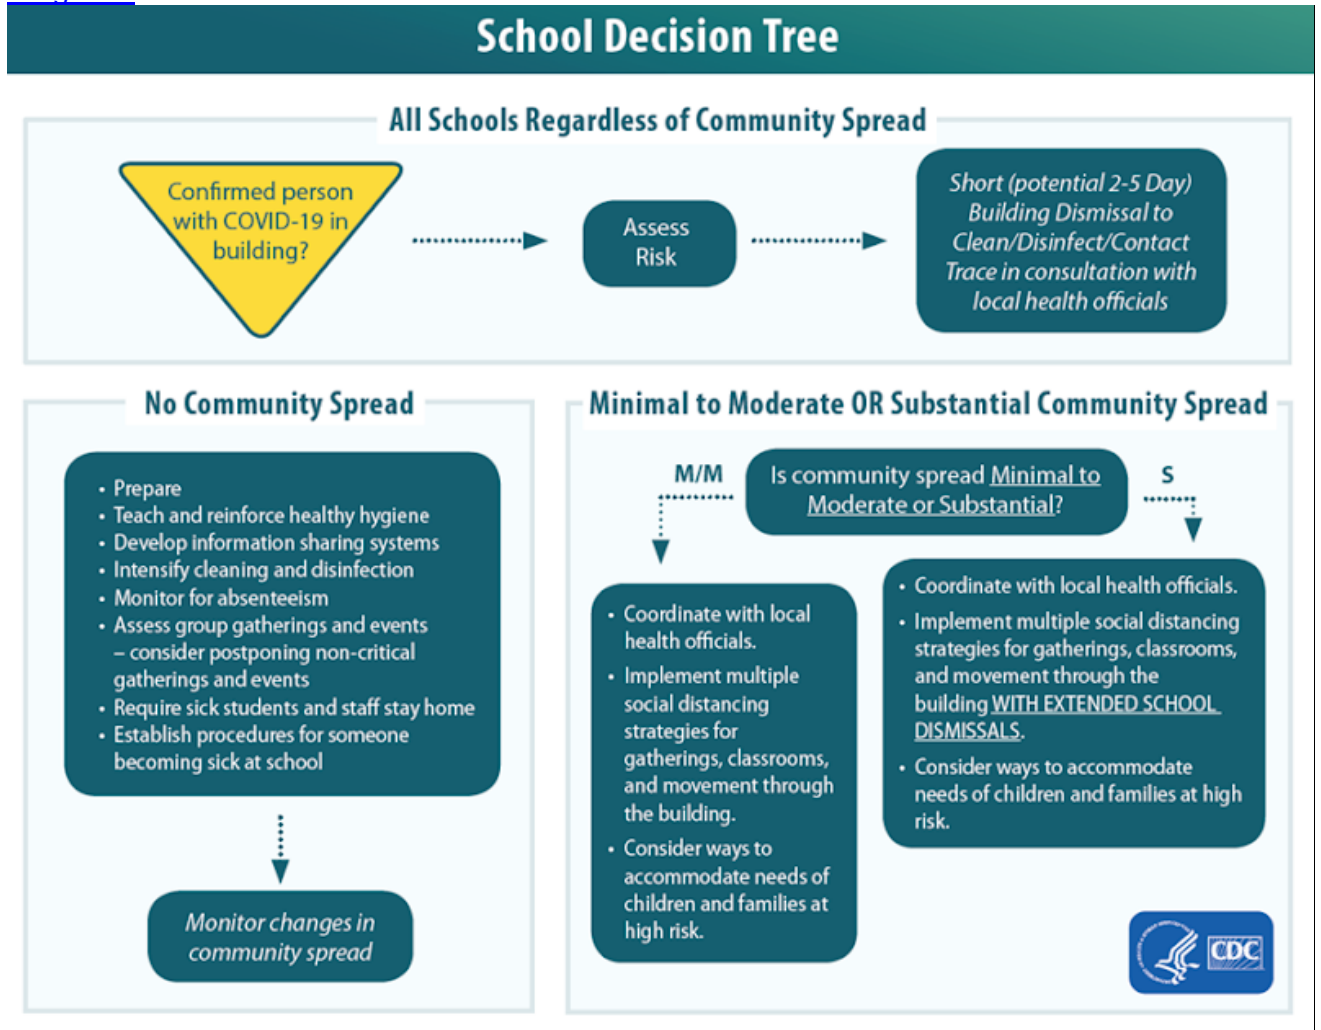 School Decision Tree
All Schools Regardless of Community Spread
Confirmed person
with COVID-19 in
building?
Assess
Risk
Short (potential 2-5 Day)
Building Dismissal to
Clean/Disinfect/Contact
Trace in consultation with
local health officials
No Community Spread
• Prepare
• Teach and reinforce healthy hygiene
• Develop information sharing systems
• Intensify cleaning and disinfection
• Monitor for absenteeism
• Assess group gatherings and events
– consider postponing non-critical
gatherings and events
• Require sick students and staff stay home
• Establish procedures for someone
becoming sick at school
Monitor changes in
community spread
Minimal to Moderate OR Substantial Community Spread
M/M
Is community spread Minimal to
Moderate or Substantial?
S
• Coordinate with local
health officials.
• Implement multiple
social distancing
strategies for
gatherings, classrooms,
and movement through
the building.
• Consider ways to
accommodate needs of
children and families at
high risk.
• Coordinate with local health officials.
• Implement multiple social distancing
strategies for gatherings, classrooms,
and movement through the
building WITH EXTENDED SCHOOL
DISMISSALS.
• Consider ways to accommodate
needs of children and families at high
risk.
CDC